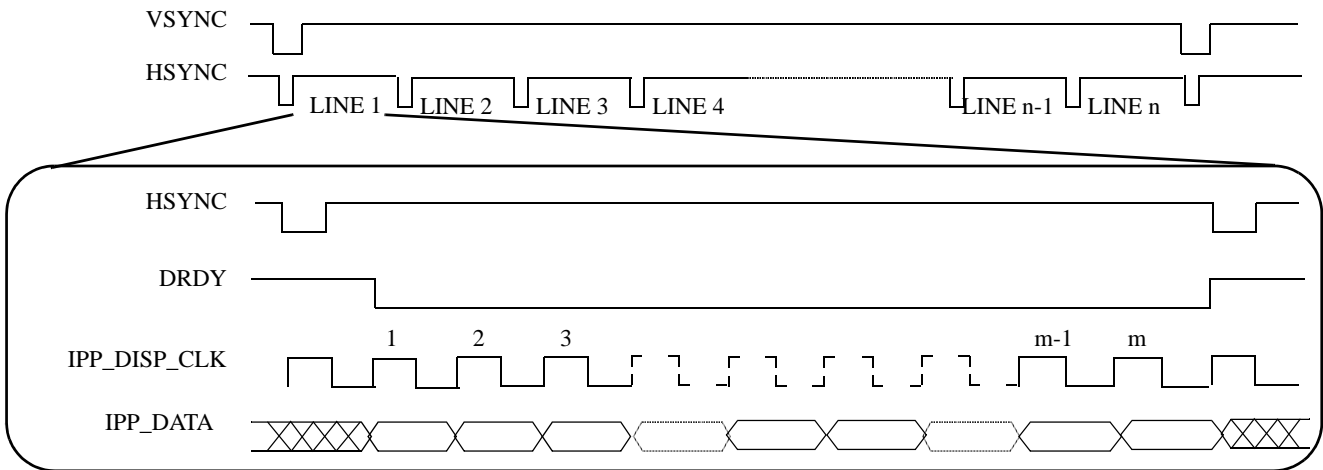 VSYNC
HSYNC
LINE 1 LINE 2 LINE 3 LINE 4 LINE n-1 LINE n
HSYNC
DRDY
1 2 3 m-1 m
IPP_DISP_CLK
IPP_DATA